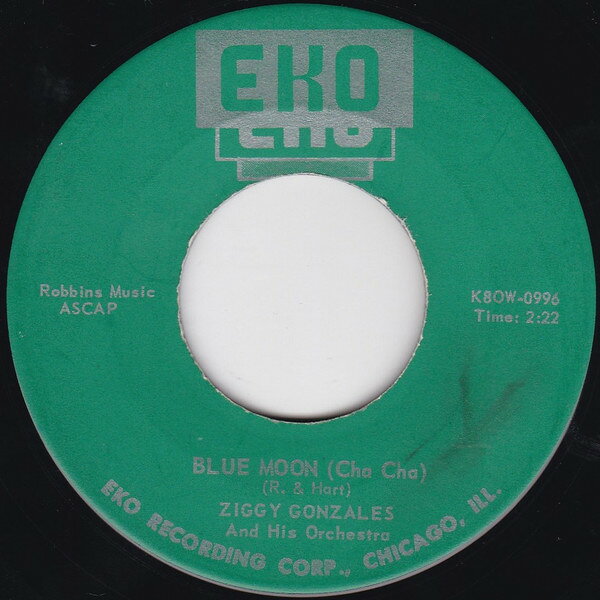 EKO
EKO
Robbins Music
ASCAP
K8OW-0996
Time: 2:22
BLUE MOON (Cha Cha)
(R. & Hart)
ZIGGY GONZALES
And His Orchestra
EKO RECORDING CORP., CHICAGO, ILL.